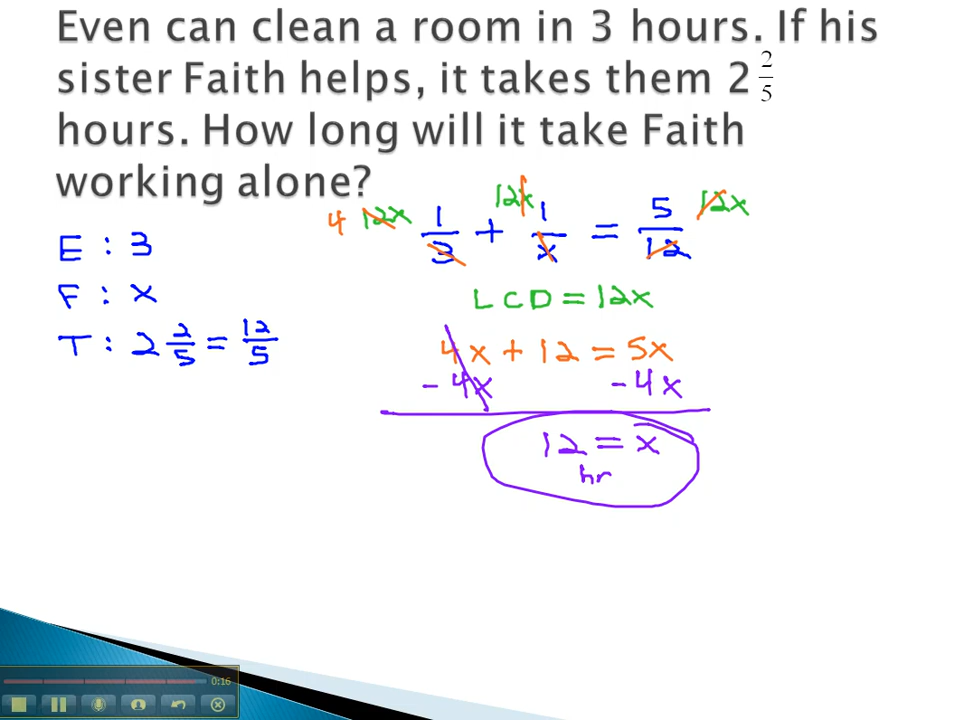 Even can clean a room in 3 hours. If his
sister Faith helps, it takes them 2 2/5
hours. How long will it take Faith
working alone?
4 12x 1/3 + 12x 1/x = 5/12 12x
E : 3
F : x
LCD = 12x
T : 2 2/5 = 12/5
4x + 12 = 5x
- 4x - 4x
12 = x
hr
0:16